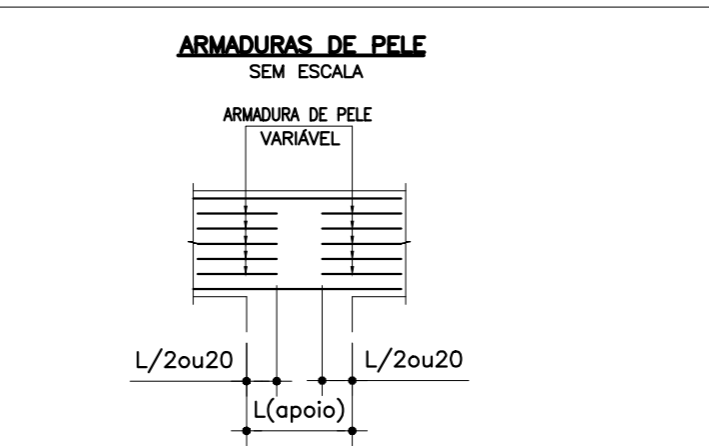 ARMADURAS DE PELE
SEM ESCALA
ARMADURA DE PELE
VARIÁVEL
L/2ou20
L/2ou20
L(apoio)